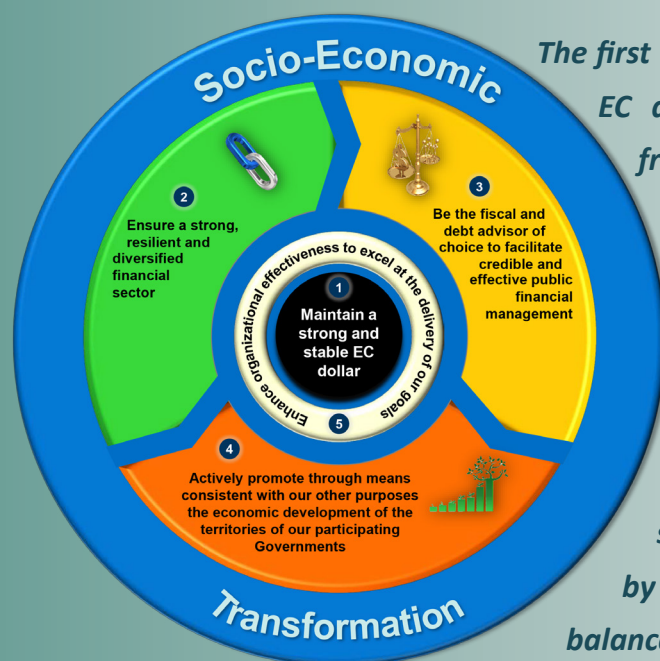 Socio-Economic
The first
EC
fr
2
Ensure a strong,
resilient and
diversified
financial
sector
3
Be the fiscal and
debt advisor of
choice to facilitate
credible and
effective public
financial
management
Enhance organizational effectiveness to excel at the delivery of our goals
1
Maintain a
strong and
stable EC
dollar
5
4
Actively promote through means
consistent with our other purposes
the economic development of the
territories of our participating
Governments
Transformation
s
by
balance